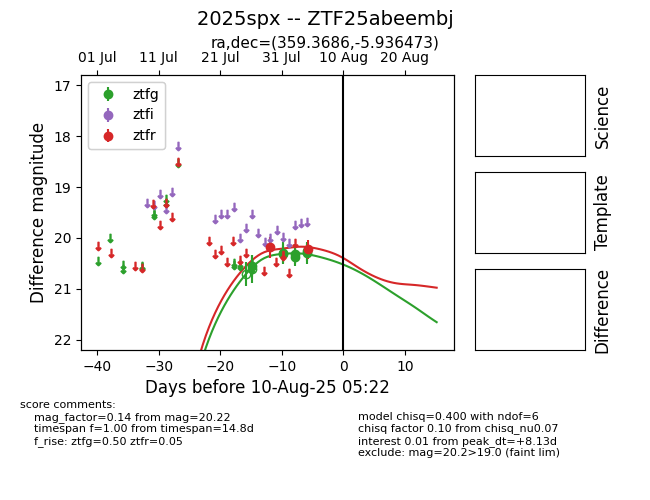 2025spx -- ZTF25abeembj
ra,dec=(359.3686,-5.936473)
01 Jul 11 Jul 21 Jul 31 Jul 10 Aug 20 Aug
ztfg
ztfi
ztfr
17
18
19
20
21
22
Difference magnitude
−40 −30 −20 −10 0 10
Days before 10-Aug-25 05:22
Science
Template
Difference
score comments:
mag_factor=0.14 from mag=20.22
timespan f=1.00 from timespan=14.8d
f_rise: ztfg=0.50 ztfr=0.05
model chisq=0.400 with ndof=6
chisq factor 0.10 from chisq_nu0.07
interest 0.01 from peak_dt=+8.13d
exclude: mag=20.2>19.0 (faint lim)